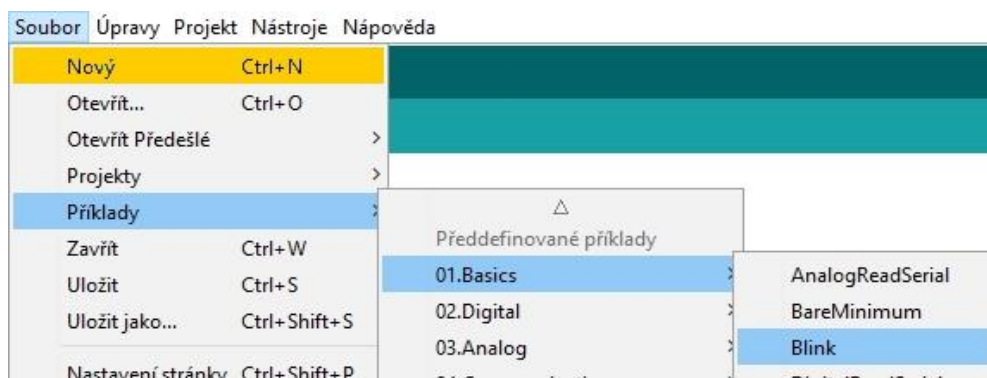 Soubor Úpravy Projekt Nástroje Nápověda
Nový Ctrl+N
Otevřít... Ctrl+O
Otevřít Předešlé
Projekty
Příklady
Zavřít Ctrl+W
Uložit Ctrl+S
Uložit jako... Ctrl+Shift+S
Nastavení stránky Ctrl+Shift+P
Předdefinované příklady
01.Basics
02.Digital
03.Analog
AnalogReadSerial
BareMinimum
Blink